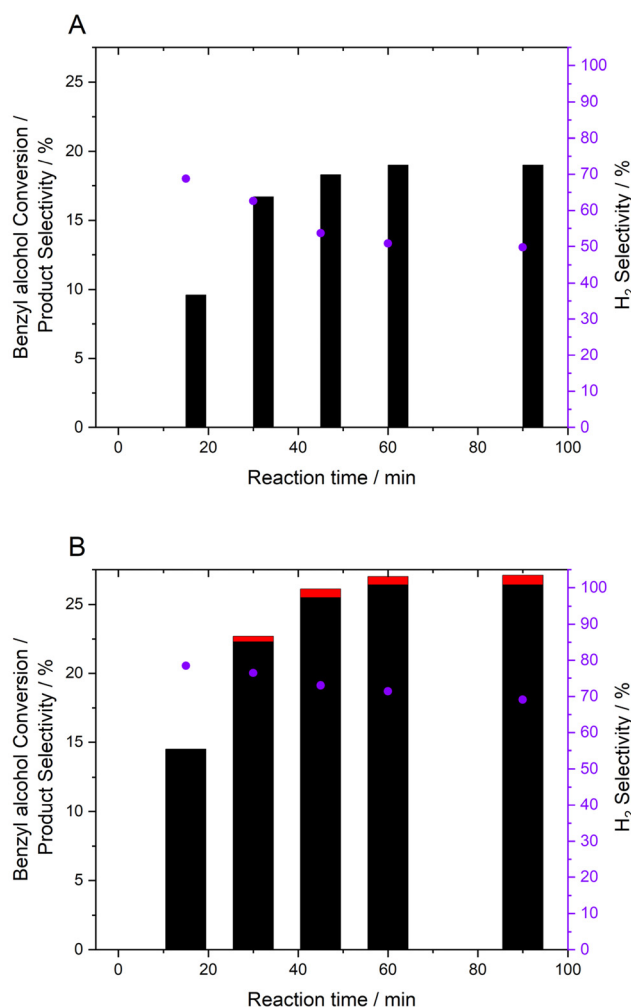 A
Benzyl alcohol Conversion /
Product Selectivity / %
25
20
15
10
5
0
0 20 40 60 80 100
Reaction time / min
100
90
80
70
60
50
40
30
20
10
0
H₂ Selectivity / %
B
Benzyl alcohol Conversion /
Product Selectivity / %
25
20
15
10
5
0
0 20 40 60 80 100
Reaction time / min
100
90
80
70
60
50
40
30
20
10
0
H₂ Selectivity / %